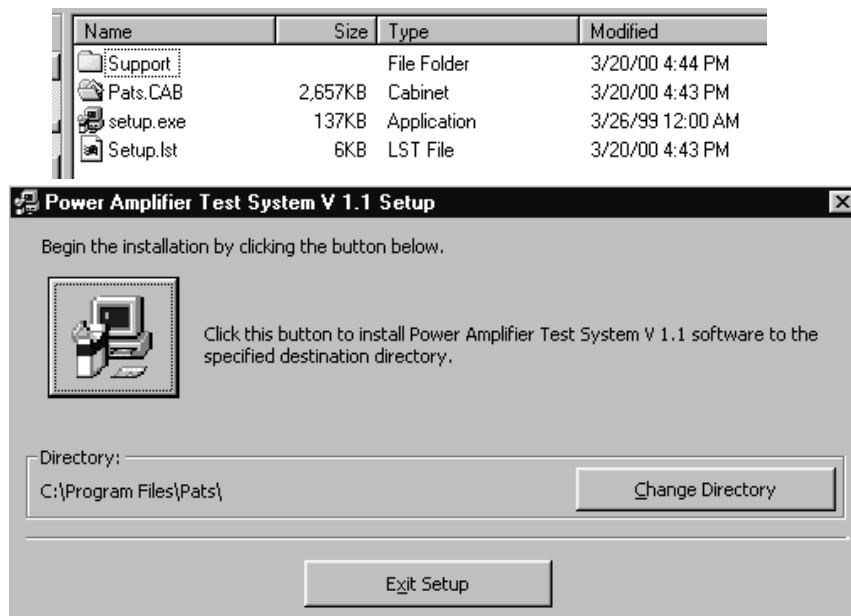 Name Size Type Modified
Support File Folder 3/20/00 4:44 PM
Pats.CAB 2,657KB Cabinet 3/20/00 4:43 PM
setup.exe 137KB Application 3/26/99 12:00 AM
Setup.lst 6KB LST File 3/20/00 4:43 PM
Power Amplifier Test System V 1.1 Setup
Begin the installation by clicking the button below.
Click this button to install Power Amplifier Test System V 1.1 software to the
specified destination directory.
Directory:
C:\Program Files\Pats\ Change Directory
Exit Setup